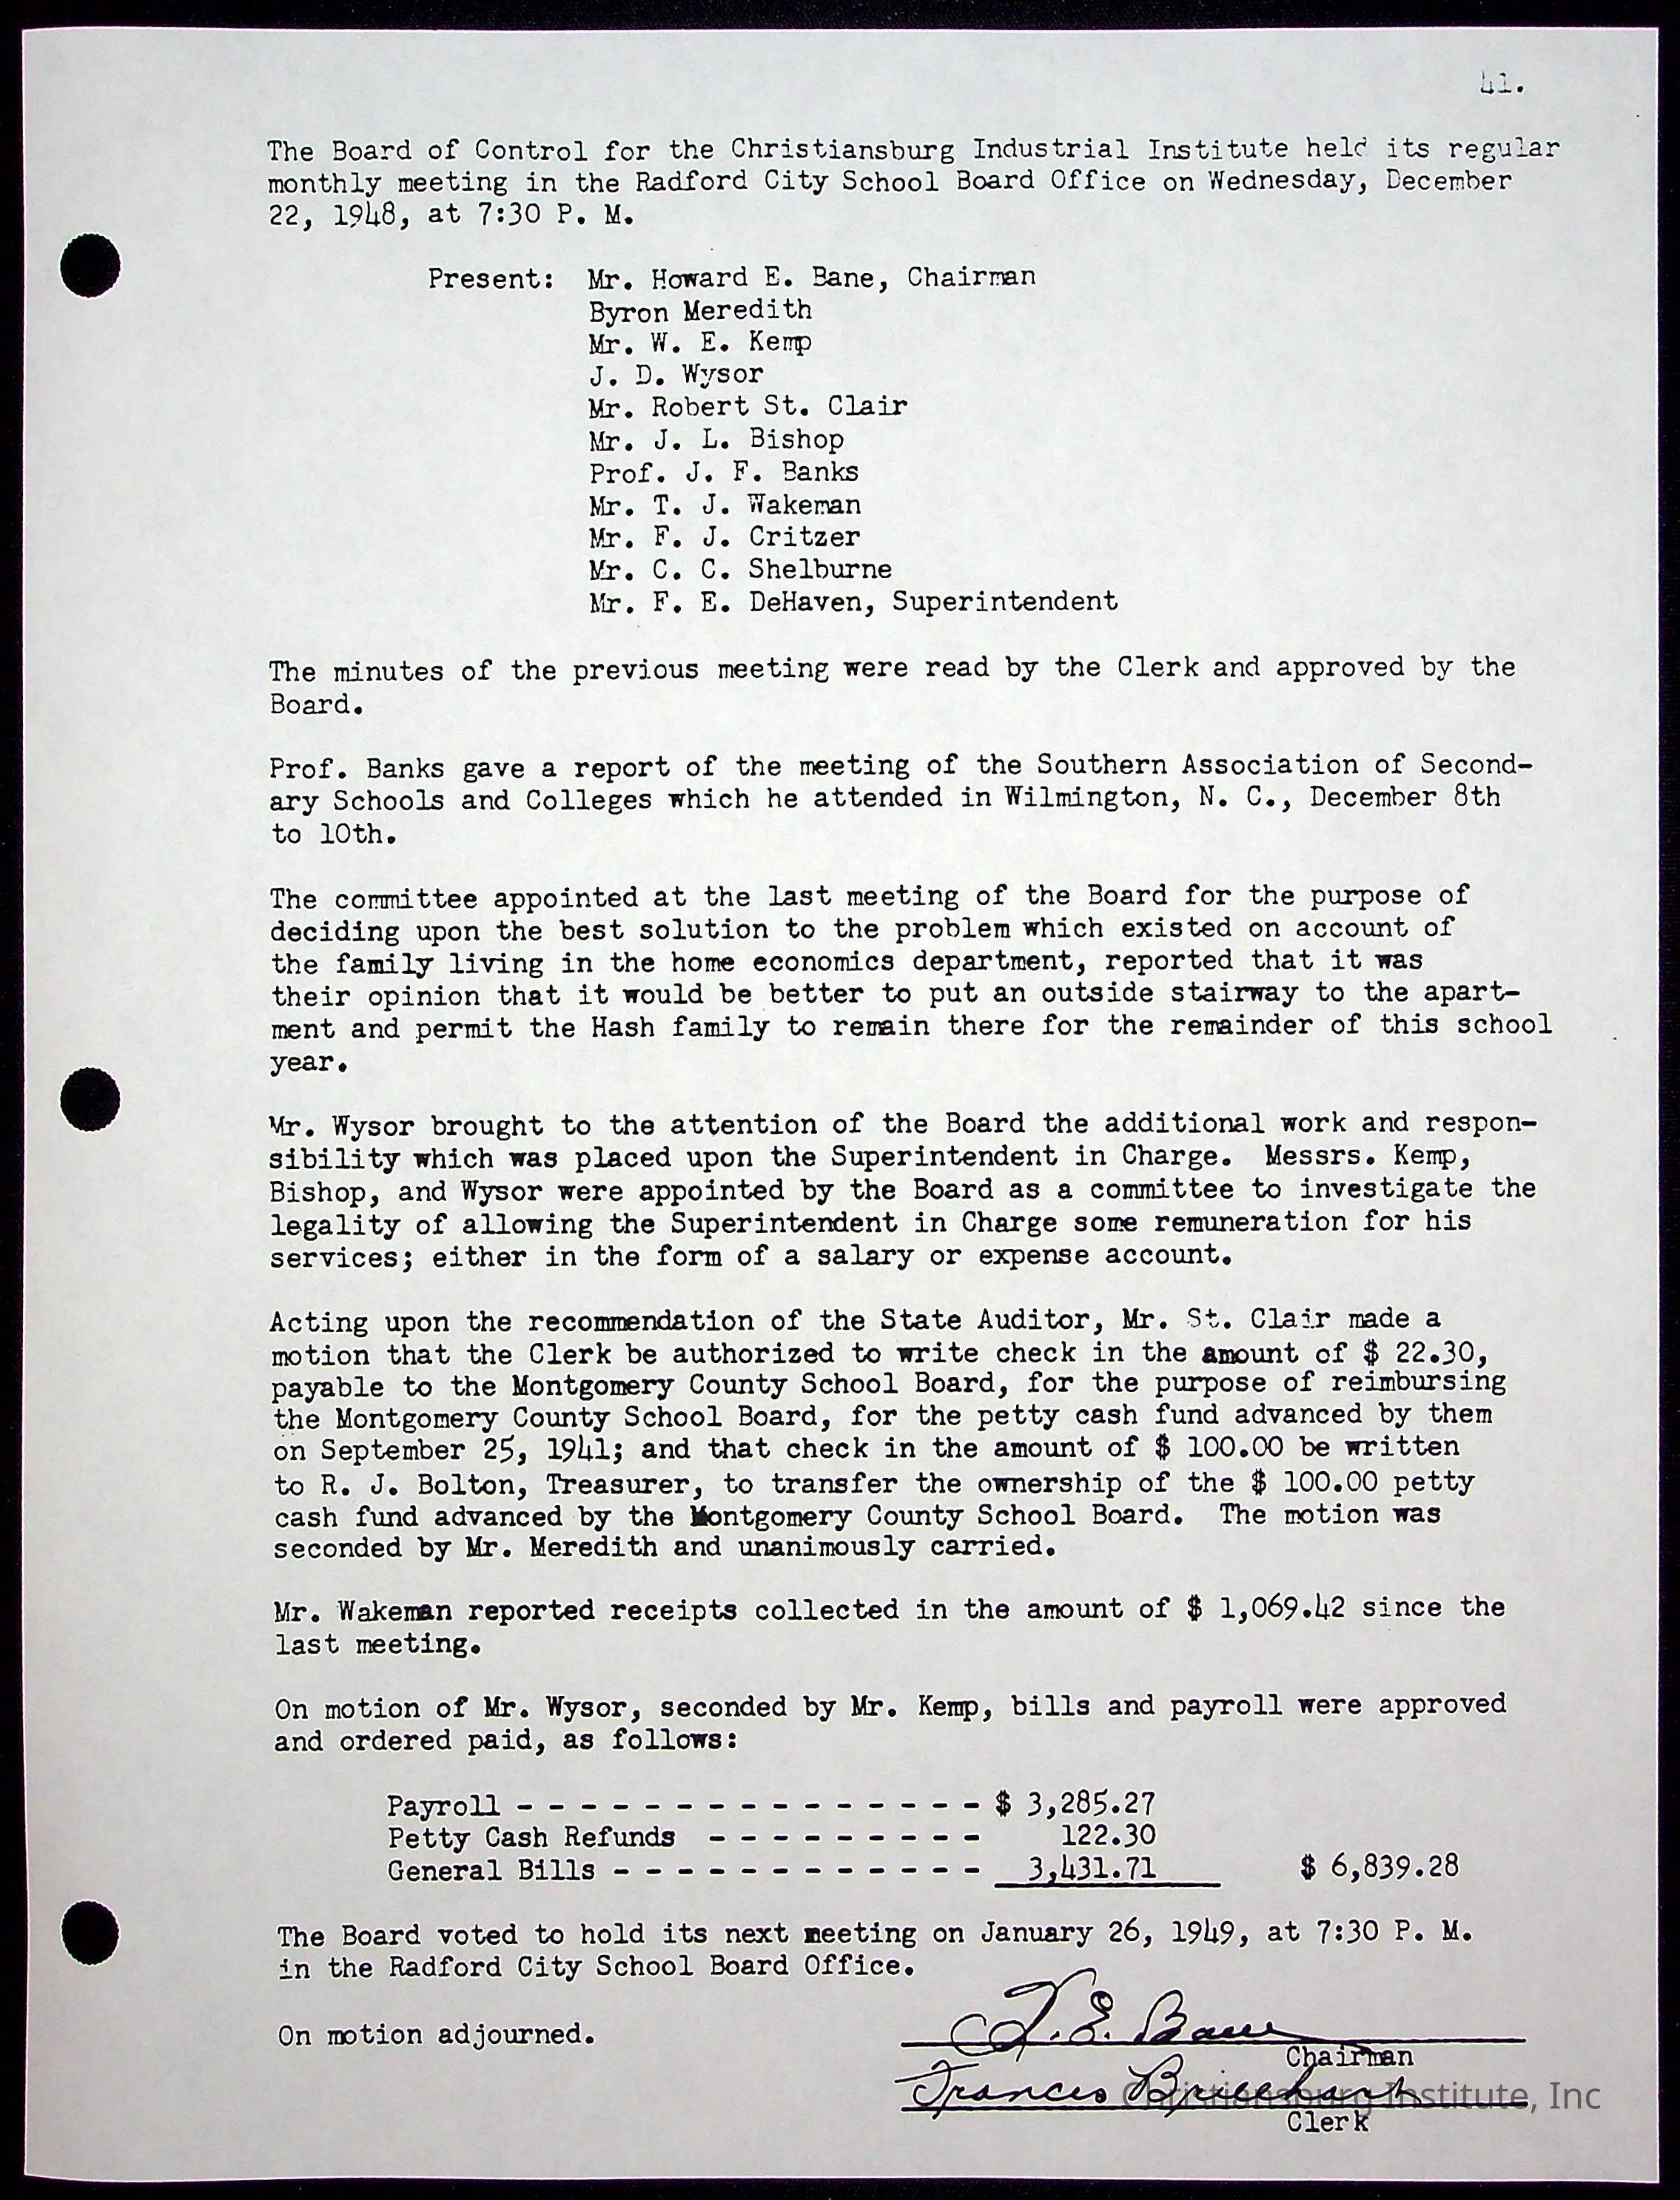 41.
The Board of Control for the Christiansburg Industrial Institute held its regular
monthly meeting in the Radford City School Board Office on Wednesday, December
22, 1948, at 7:30 P. M.
Present: Mr. Howard E. Bane, Chairman
Byron Meredith
Mr. W. E. Kemp
J. D. Wysor
Mr. Robert St. Clair
Mr. J. L. Bishop
Prof. J. F. Banks
Mr. T. J. Wakeman
Mr. F. J. Critzer
Mr. C. C. Shelburne
Mr. F. E. DeHaven, Superintendent
The minutes of the previous meeting were read by the Clerk and approved by the
Board.
Prof. Banks gave a report of the meeting of the Southern Association of Second-
ary Schools and Colleges which he attended in Wilmington, N. C., December 8th
to 10th.
The committee appointed at the last meeting of the Board for the purpose of
deciding upon the best solution to the problem which existed on account of
the family living in the home economics department, reported that it was
their opinion that it would be better to put an outside stairway to the apart-
ment and permit the Hash family to remain there for the remainder of this school
year.
Mr. Wysor brought to the attention of the Board the additional work and respon-
sibility which was placed upon the Superintendent in Charge. Messrs. Kemp,
Bishop, and Wysor were appointed by the Board as a committee to investigate the
legality of allowing the Superintendent in Charge some remuneration for his
services; either in the form of a salary or expense account.
Acting upon the recommendation of the State Auditor, Mr. St. Clair made a
motion that the Clerk be authorized to write check in the amount of $ 22.30,
payable to the Montgomery County School Board, for the purpose of reimbursing
the Montgomery County School Board, for the petty cash fund advanced by them
on September 25, 1941; and that check in the amount of $ 100.00 be written
to R. J. Bolton, Treasurer, to transfer the ownership of the $ 100.00 petty
cash fund advanced by the Montgomery County School Board. The motion was
seconded by Mr. Meredith and unanimously carried.
Mr. Wakeman reported receipts collected in the amount of $ 1,069.42 since the
last meeting.
On motion of Mr. Wysor, seconded by Mr. Kemp, bills and payroll were approved
and ordered paid, as follows:
Payroll - - - - - - - - - - - - - - - $ 3,285.27
Petty Cash Refunds - - - - - - - - - 122.30
General Bills - - - - - - - - - - - - 3,431.71 $ 6,839.28
The Board voted to hold its next meeting on January 26, 1949, at 7:30 P. M.
in the Radford City School Board Office.
On motion adjourned.
H. E. Bane
Chairman
Frances
Christiansburg Institute, Inc
Clerk